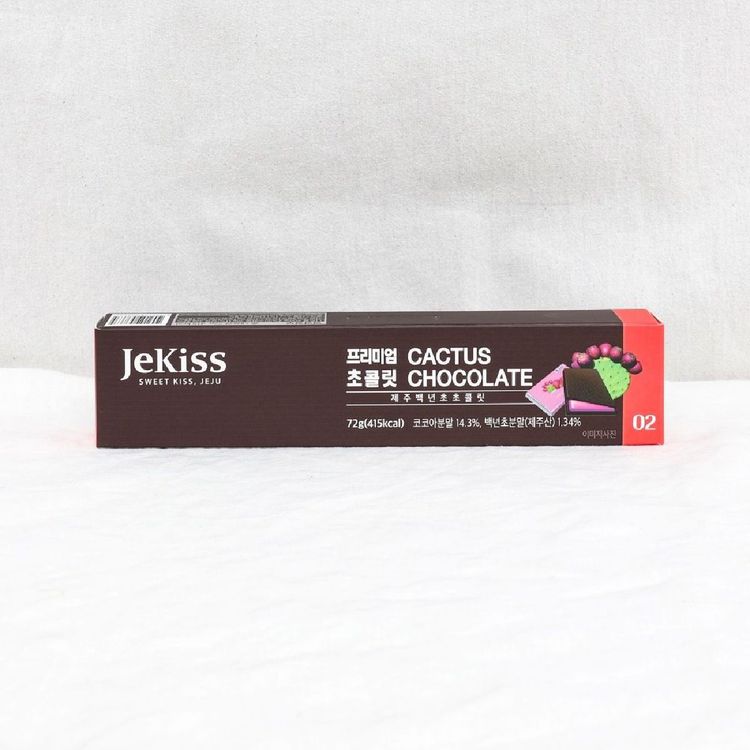 JeKiss
SWEET KISS, JEJU
프리미엄 CACTUS
초콜릿 CHOCOLATE
제주백년초초콜릿
72g(415kcal) 코코아분말 14.3%, 백년초분말(제주산) 1.34%
이미지사진
02